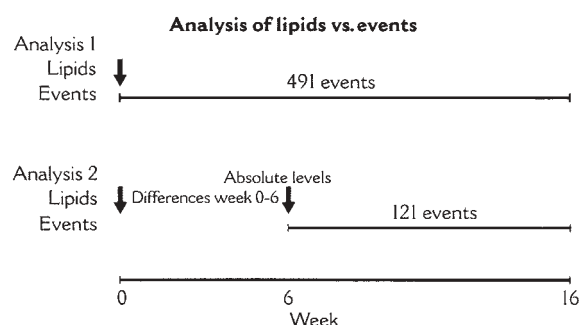 Analysis of lipids vs. events
Analysis 1
Lipids
Events
491 events
Analysis 2
Lipids
Events
Absolute levels
Differences week 0-6
121 events
0
6
16
Week